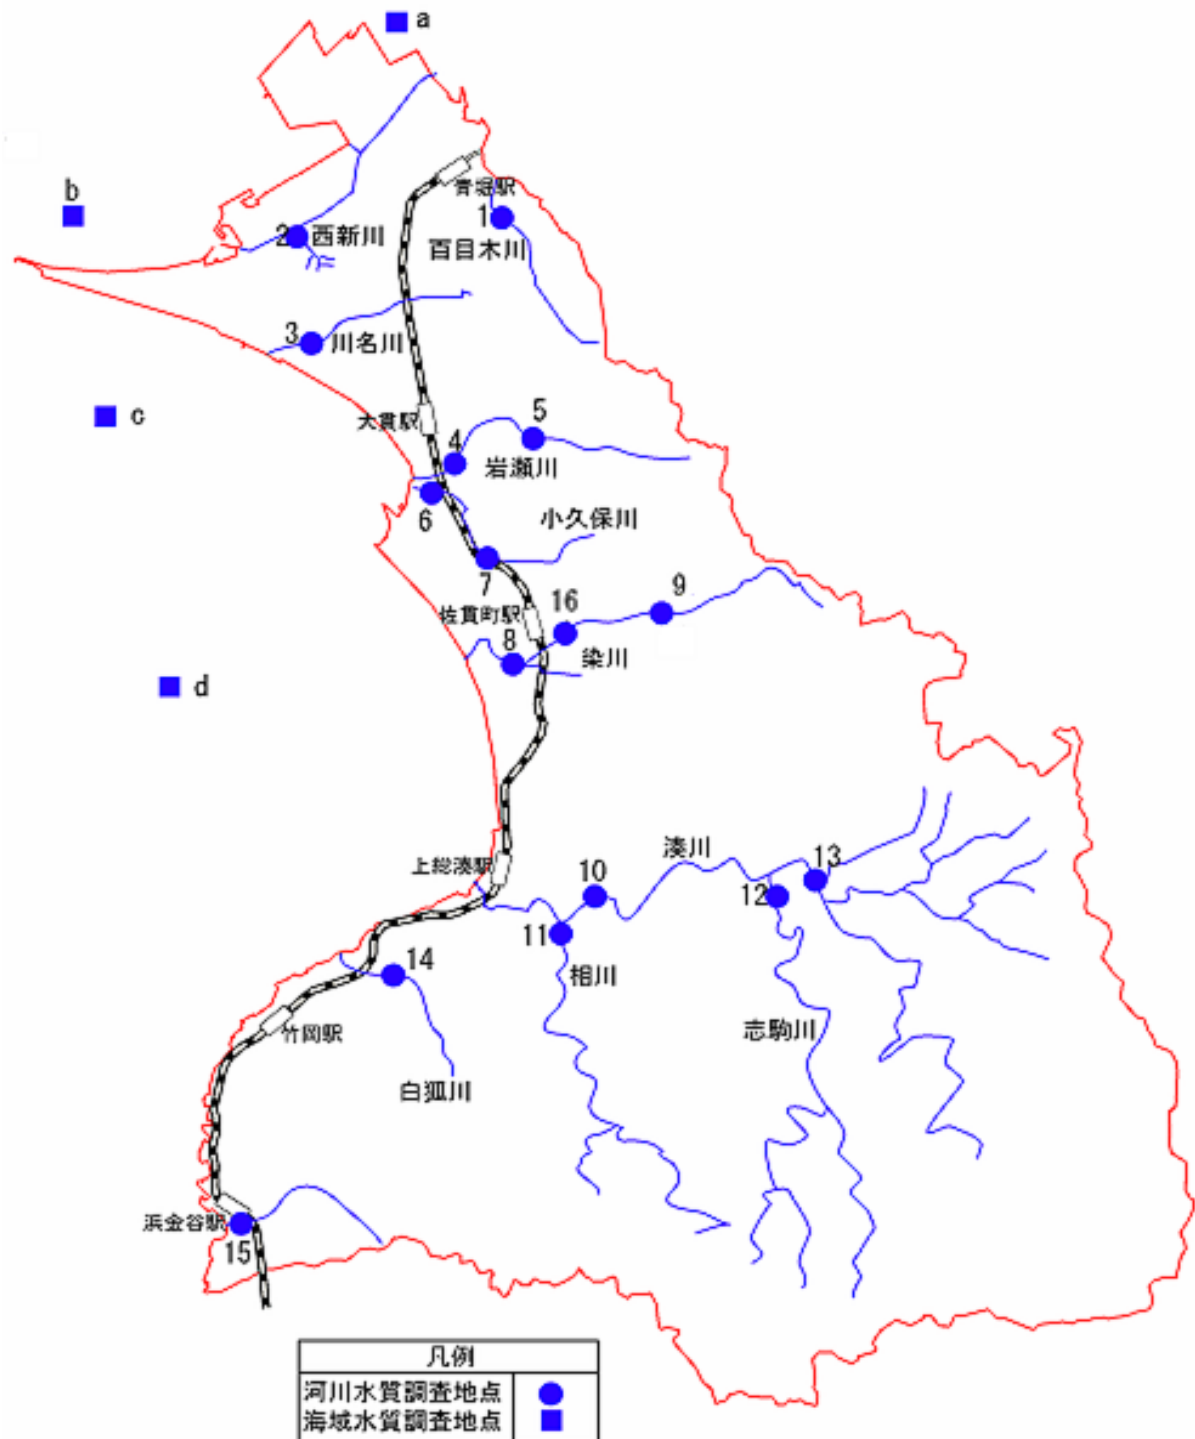 a
b
青堀駅
1
2
西新川
百目木川
3
川名川
c
大貫駅
5
4
岩瀬川
6
小久保川
7
9
佐貫町駅
16
8
染川
d
湊川
上総湊駅
10
13
12
11
14
相川
志駒川
竹岡駅
白狐川
浜金谷駅
15
凡例
河川水質調査地点
海域水質調査地点